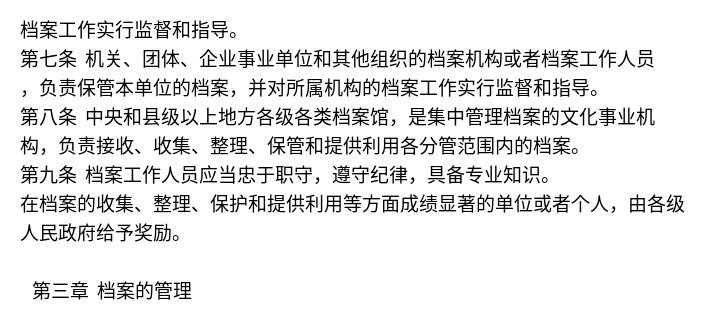 档案工作实行监督和指导。
第七条 机关、团体、企业事业单位和其他组织的档案机构或者档案工作人员
，负责保管本单位的档案，并对所属机构的档案工作实行监督和指导。
第八条 中央和县级以上地方各级各类档案馆，是集中管理档案的文化事业机
构，负责接收、收集、整理、保管和提供利用各分管范围内的档案。
第九条 档案工作人员应当忠于职守，遵守纪律，具备专业知识。
在档案的收集、整理、保护和提供利用等方面成绩显著的单位或者个人，由各级
人民政府给予奖励。
第三章 档案的管理